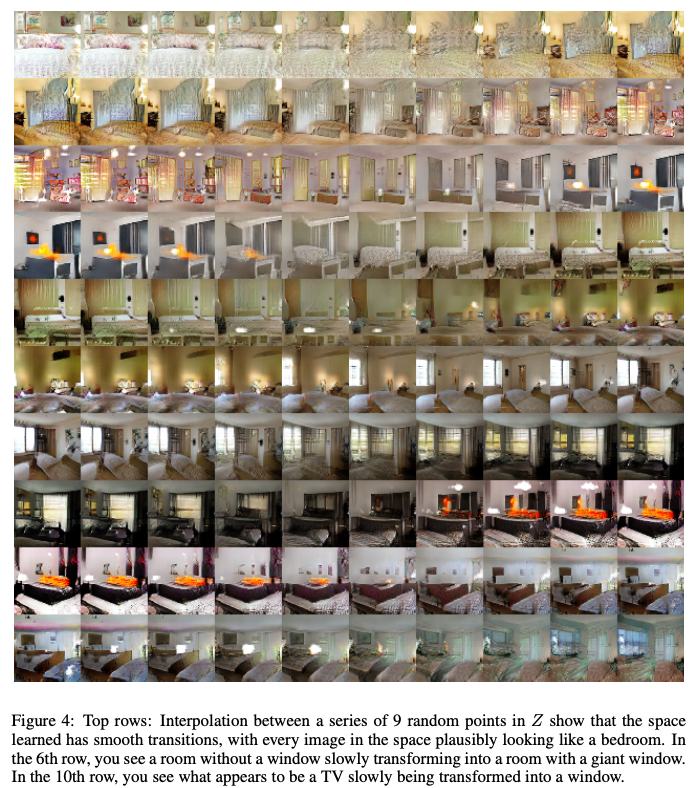 Figure 4: Top rows: Interpolation between a series of 9 random points in Z show that the space
learned has smooth transitions, with every image in the space plausibly looking like a bedroom. In
the 6th row, you see a room without a window slowly transforming into a room with a giant window.
In the 10th row, you see what appears to be a TV slowly being transformed into a window.